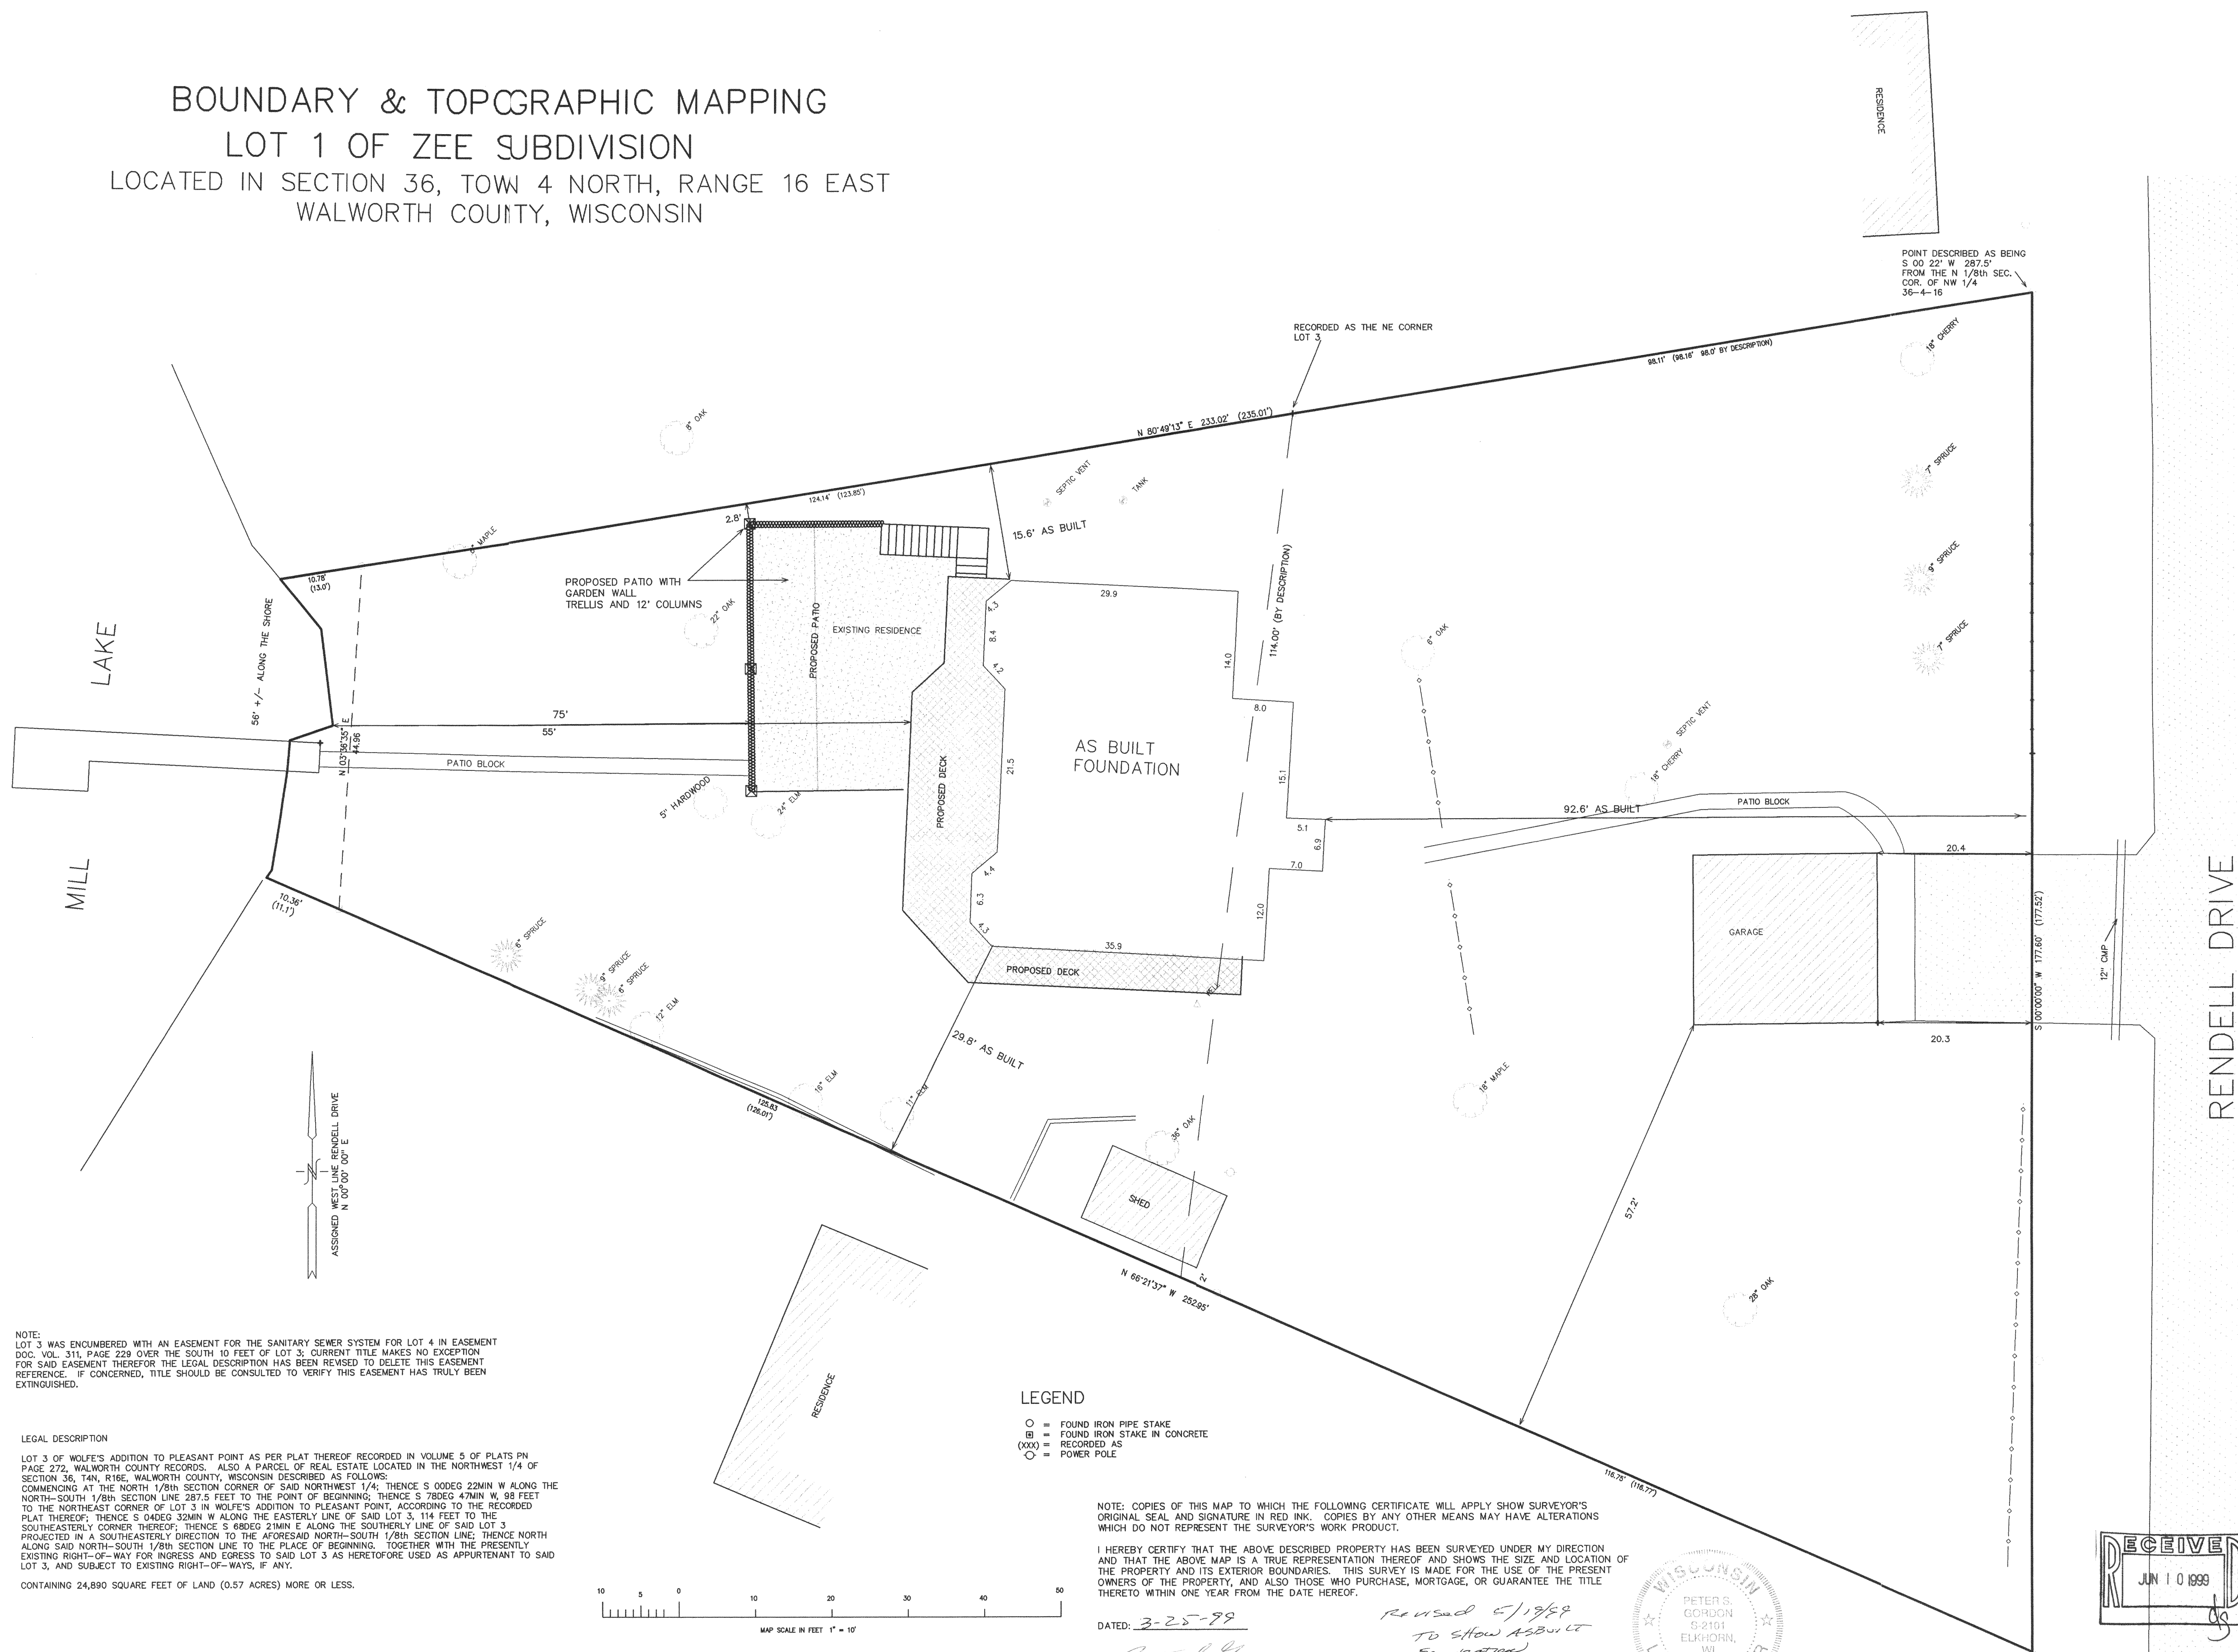 BOUNDARY & TOPOGRAPHIC MAPPING
LOT 1 OF ZEE SUBDIVISION
LOCATED IN SECTION 36, TOWN 4 NORTH, RANGE 16 EAST
WALWORTH COUNTY, WISCONSIN
RESIDENCE
POINT DESCRIBED AS BEING
S 00 22' W 287.5'
FROM THE N 1/8th SEC.
COR. OF NW 1/4
36-4-16
RECORDED AS THE NE CORNER
LOT 3
98.11' (98.16' 98.0' BY DESCRIPTION)
18" CHERRY
N 80°49'13" E 233.02' (235.01')
8" OAK
7" SPRUCE
SEPTIC VENT
TANK
124.14' (123.85')
2.8'
15.6' AS BUILT
MAPLE
9" SPRUCE
10.78'
(13.0')
PROPOSED PATIO WITH
GARDEN WALL
TRELLIS AND 12' COLUMNS
22" OAK
PROPOSED PATIO
EXISTING RESIDENCE
4.3
8.4
4.2
29.9
14.0
114.00' (BY DESCRIPTION)
6" OAK
7" SPRUCE
LAKE
56' +/- ALONG THE SHORE
N 03°36'35" E
44.96
75'
55'
8.0
SEPTIC VENT
AS BUILT
FOUNDATION
PATIO BLOCK
5" HARDWOOD
24" ELM
PROPOSED DECK
21.5
15.1
18" CHERRY
92.6' AS BUILT
PATIO BLOCK
5.1
6.9
7.0
20.4
MILL
10.36'
(11.1')
4.4
6.3
4.3
12.0
35.9
PROPOSED DECK
WELL
GARAGE
S 00°00'00" W 177.60' (177.52')
12" CMP
RENDELL DRIVE
20.3
6" SPRUCE
9" SPRUCE
6" SPRUCE
12" ELM
29.8' AS BUILT
16" ELM
11" ELM
125.83
(126.01')
18" MAPLE
36" OAK
SHED
2'
57.2'
N
ASSIGNED WEST LINE RENDELL DRIVE
N 00°00' 00" E
N 66°21'37" W 252.95'
28" OAK
RESIDENCE
116.75' (116.77')
NOTE:
LOT 3 WAS ENCUMBERED WITH AN EASEMENT FOR THE SANITARY SEWER SYSTEM FOR LOT 4 IN EASEMENT
DOC. VOL. 311, PAGE 229 OVER THE SOUTH 10 FEET OF LOT 3; CURRENT TITLE MAKES NO EXCEPTION
FOR SAID EASEMENT THEREFOR THE LEGAL DESCRIPTION HAS BEEN REVISED TO DELETE THIS EASEMENT
REFERENCE. IF CONCERNED, TITLE SHOULD BE CONSULTED TO VERIFY THIS EASEMENT HAS TRULY BEEN
EXTINGUISHED.
LEGAL DESCRIPTION
LOT 3 OF WOLFE'S ADDITION TO PLEASANT POINT AS PER PLAT THEREOF RECORDED IN VOLUME 5 OF PLATS PN
PAGE 272, WALWORTH COUNTY RECORDS. ALSO A PARCEL OF REAL ESTATE LOCATED IN THE NORTHWEST 1/4 OF
SECTION 36, T4N, R16E, WALWORTH COUNTY, WISCONSIN DESCRIBED AS FOLLOWS:
COMMENCING AT THE NORTH 1/8th SECTION CORNER OF SAID NORTHWEST 1/4; THENCE S 00DEG 22MIN W ALONG THE
NORTH-SOUTH 1/8th SECTION LINE 287.5 FEET TO THE POINT OF BEGINNING; THENCE S 78DEG 47MIN W, 98 FEET
TO THE NORTHEAST CORNER OF LOT 3 IN WOLFE'S ADDITION TO PLEASANT POINT, ACCORDING TO THE RECORDED
PLAT THEREOF; THENCE S 04DEG 32MIN W ALONG THE EASTERLY LINE OF SAID LOT 3, 114 FEET TO THE
SOUTHEASTERLY CORNER THEREOF; THENCE S 68DEG 21MIN E ALONG THE SOUTHERLY LINE OF SAID LOT 3
PROJECTED IN A SOUTHEASTERLY DIRECTION TO THE AFORESAID NORTH-SOUTH 1/8th SECTION LINE; THENCE NORTH
ALONG SAID NORTH-SOUTH 1/8th SECTION LINE TO THE PLACE OF BEGINNING. TOGETHER WITH THE PRESENTLY
EXISTING RIGHT-OF-WAY FOR INGRESS AND EGRESS TO SAID LOT 3 AS HERETOFORE USED AS APPURTENANT TO SAID
LOT 3, AND SUBJECT TO EXISTING RIGHT-OF-WAYS, IF ANY.
CONTAINING 24,890 SQUARE FEET OF LAND (0.57 ACRES) MORE OR LESS.
LEGEND
= FOUND IRON PIPE STAKE
= FOUND IRON STAKE IN CONCRETE
(XXX) = RECORDED AS
= POWER POLE
10 5 0 10 20 30 40 50
MAP SCALE IN FEET 1" = 10'
NOTE: COPIES OF THIS MAP TO WHICH THE FOLLOWING CERTIFICATE WILL APPLY SHOW SURVEYOR'S
ORIGINAL SEAL AND SIGNATURE IN RED INK. COPIES BY ANY OTHER MEANS MAY HAVE ALTERATIONS
WHICH DO NOT REPRESENT THE SURVEYOR'S WORK PRODUCT.
I HEREBY CERTIFY THAT THE ABOVE DESCRIBED PROPERTY HAS BEEN SURVEYED UNDER MY DIRECTION
AND THAT THE ABOVE MAP IS A TRUE REPRESENTATION THEREOF AND SHOWS THE SIZE AND LOCATION OF
THE PROPERTY AND ITS EXTERIOR BOUNDARIES. THIS SURVEY IS MADE FOR THE USE OF THE PRESENT
OWNERS OF THE PROPERTY, AND ALSO THOSE WHO PURCHASE, MORTGAGE, OR GUARANTEE THE TITLE
THERETO WITHIN ONE YEAR FROM THE DATE HEREOF.
DATED: 3-25-99
Revised 5/19/99
TO SHOW ASBUILT
WISCONSIN
PETER S.
GORDON
S-2101
ELKHORN,
WI
RECEIVED
JUN 10 1999